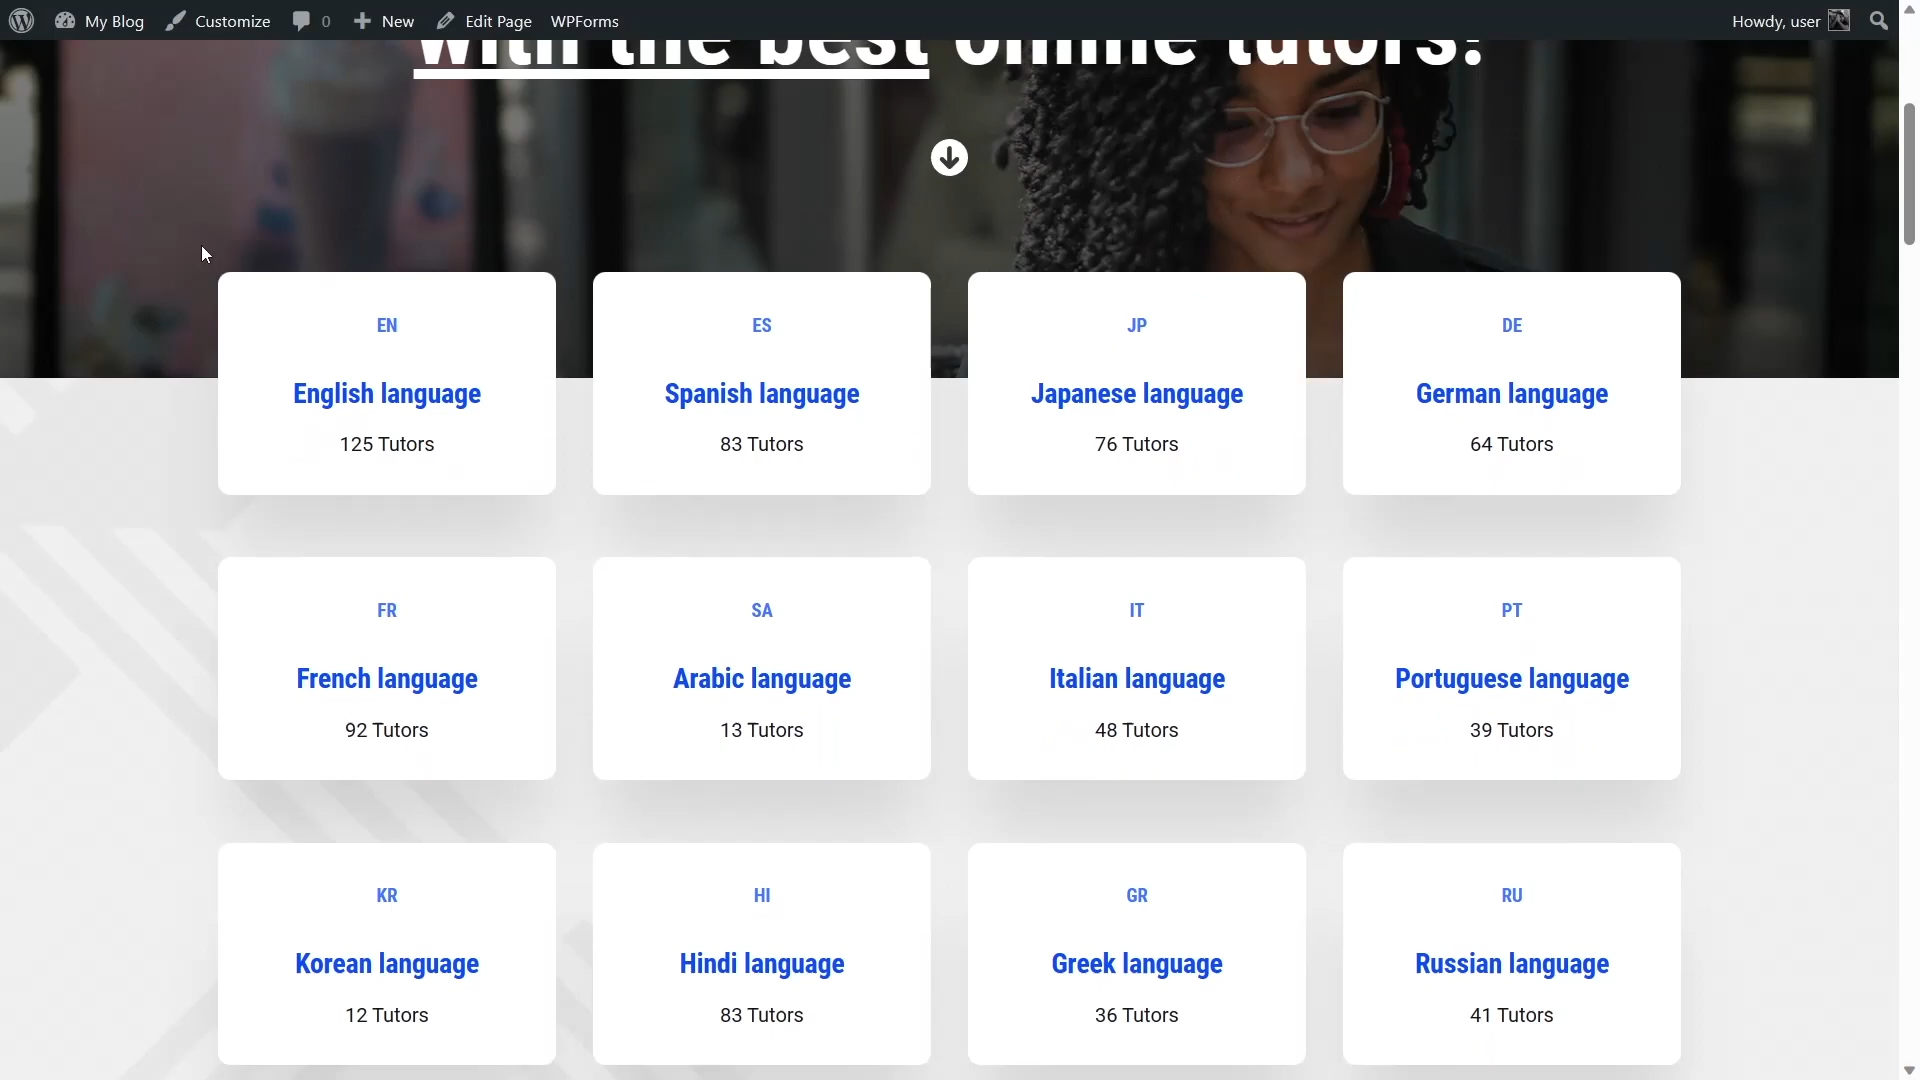 My Blog Customize 0 New Edit Page WPForms Howdy, user
with the best online tutors!
EN ES JP DE
English language Spanish language Japanese language German language
125 Tutors 83 Tutors 76 Tutors 64 Tutors
FR SA IT PT
French language Arabic language Italian language Portuguese language
92 Tutors 13 Tutors 48 Tutors 39 Tutors
KR HI GR RU
Korean language Hindi language Greek language Russian language
12 Tutors 83 Tutors 36 Tutors 41 Tutors